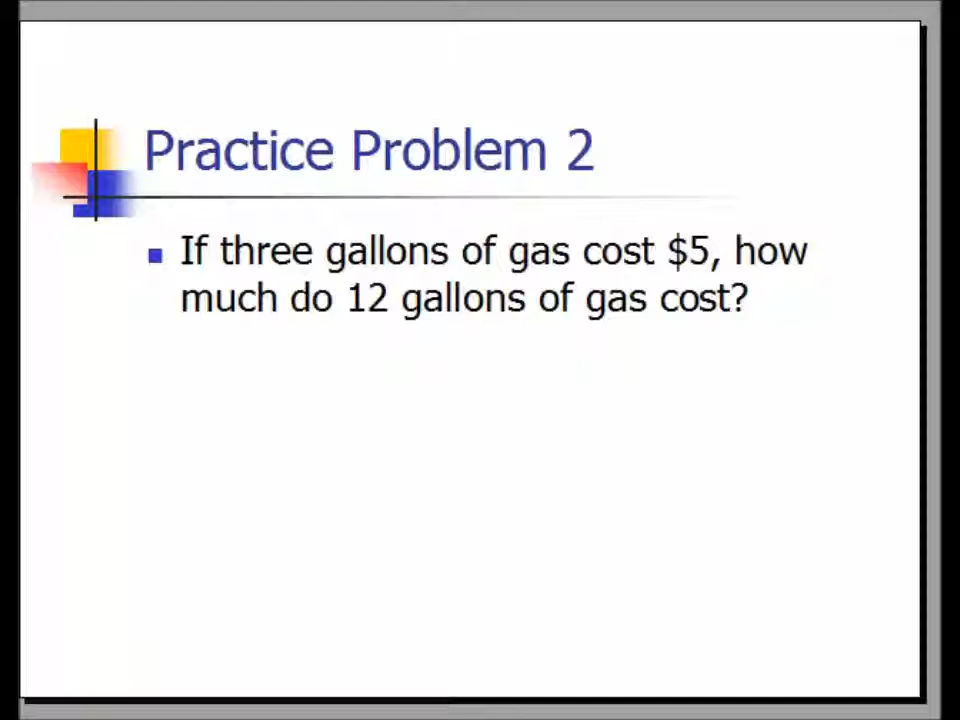 Practice Problem 2
If three gallons of gas cost $5, how
much do 12 gallons of gas cost?